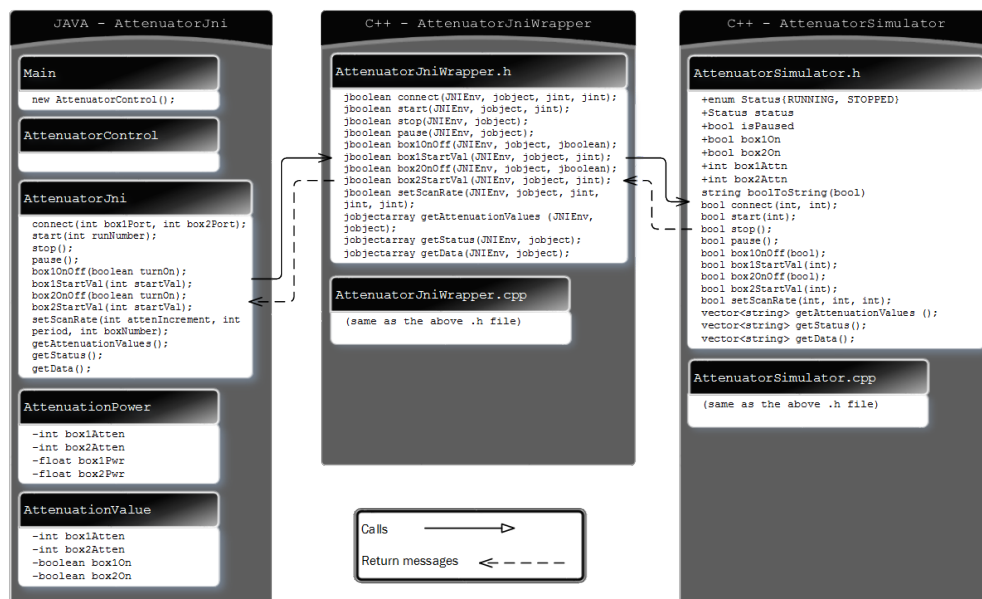 JAVA - AttenuatorJni
Main
new AttenuatorControl();
AttenuatorControl
AttenuatorJni
connect(int box1Port, int box2Port);
start(int runNumber);
stop();
pause();
box1OnOff(boolean turnOn);
box1StartVal(int startVal);
box2OnOff(boolean turnOn);
box2StartVal(int startVal);
setScanRate(int attenIncrement, int
period, int boxNumber);
getAttenuationValues();
getStatus();
getData();
AttenuationPower
-int box1Atten
-int box2Atten
-float box1Pwr
-float box2Pwr
AttenuationValue
-int box1Atten
-int box2Atten
-boolean box1On
-boolean box2On
C++ - AttenuatorJniWrapper
AttenuatorJniWrapper.h
jboolean connect(JNIEnv, jobject, jint, jint);
jboolean start(JNIEnv, jobject, jint);
jboolean stop(JNIEnv, jobject);
jboolean pause(JNIEnv, jobject);
jboolean box1OnOff(JNIEnv, jobject, jboolean);
jboolean box1StartVal(JNIEnv, jobject, jint);
jboolean box2OnOff(JNIEnv, jobject, jboolean);
jboolean box2StartVal(JNIEnv, jobject, jint);
jboolean setScanRate(JNIEnv, jobject, jint,
jint, jint);
jobjectarray getAttenuationValues (JNIEnv,
jobject);
jobjectarray getStatus(JNIEnv, jobject);
jobjectarray getData(JNIEnv, jobject);
AttenuatorJniWrapper.cpp
(same as the above .h file)
C++ - AttenuatorSimulator
AttenuatorSimulator.h
+enum Status{RUNNING, STOPPED}
+Status status
+bool isPaused
+bool box1On
+bool box2On
+int box1Attn
+int box2Attn
string boolToString(bool)
bool connect(int, int);
bool start(int);
bool stop();
bool pause();
bool box1OnOff(bool);
bool box1StartVal(int);
bool box2OnOff(bool);
bool box2StartVal(int);
bool setScanRate(int, int, int);
vector<string> getAttenuationValues ();
vector<string> getStatus();
vector<string> getData();
AttenuatorSimulator.cpp
(same as the above .h file)
Calls
Return messages